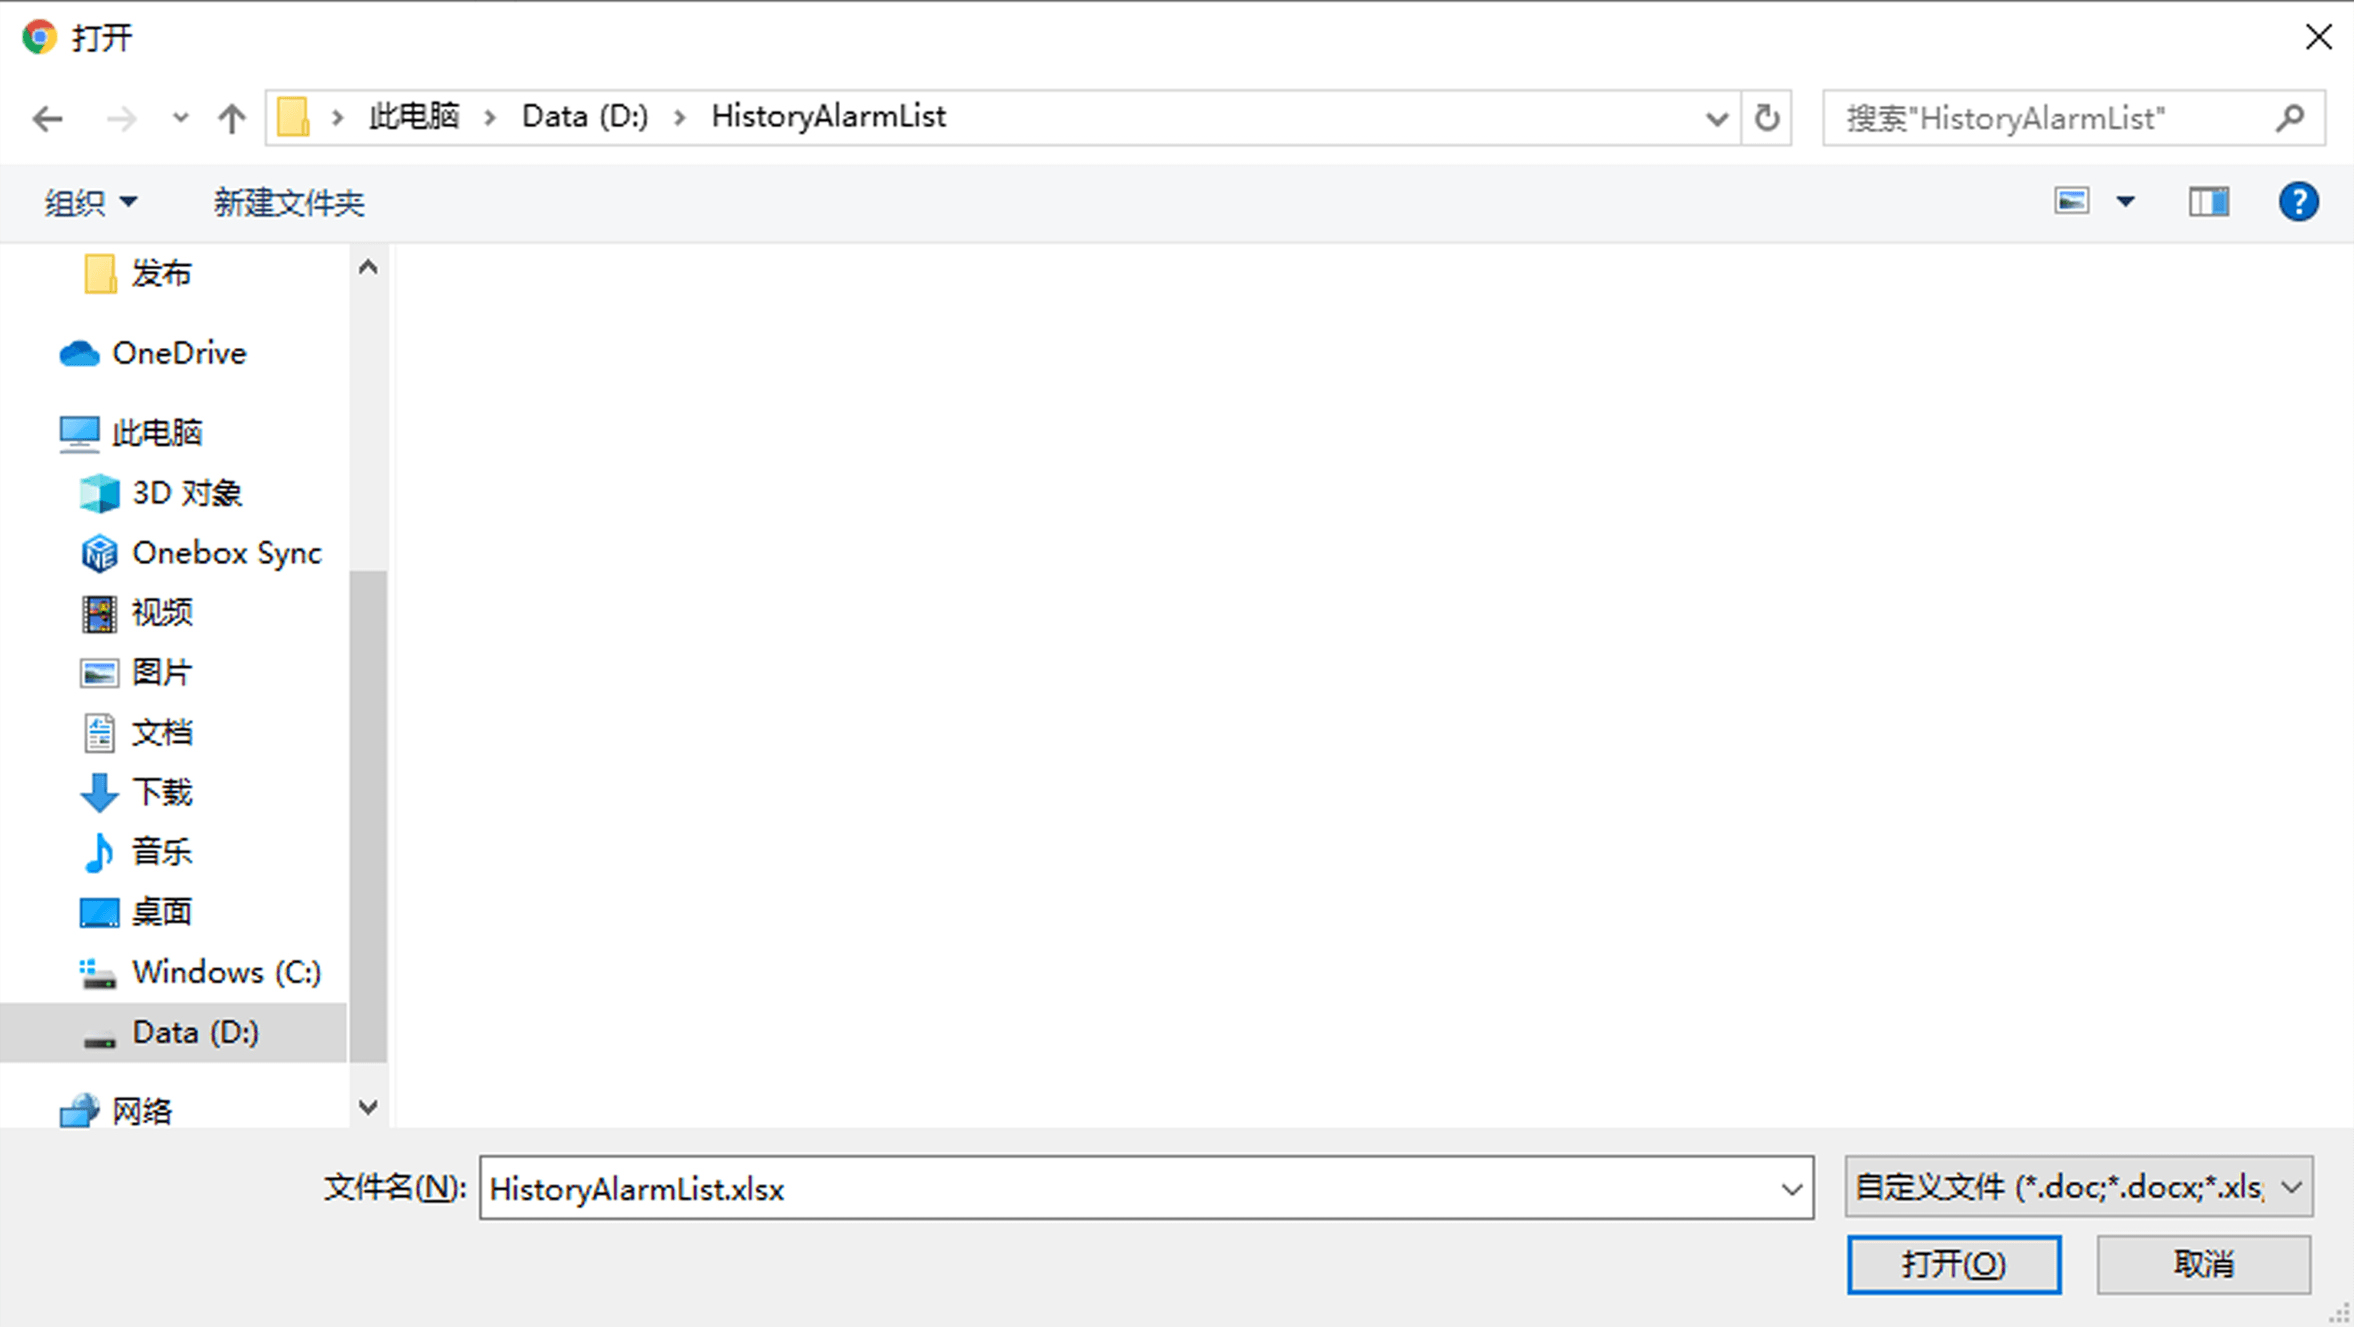 打开
此电脑 > Data (D:) > HistoryAlarmList
搜索"HistoryAlarmList"
组织
新建文件夹
发布
OneDrive
此电脑
3D 对象
Onebox Sync
视频
图片
文档
下载
音乐
桌面
Windows (C:)
Data (D:)
网络
文件名(N):
HistoryAlarmList.xlsx
自定义文件 (*.doc;*.docx;*.xls;
打开(O)
取消